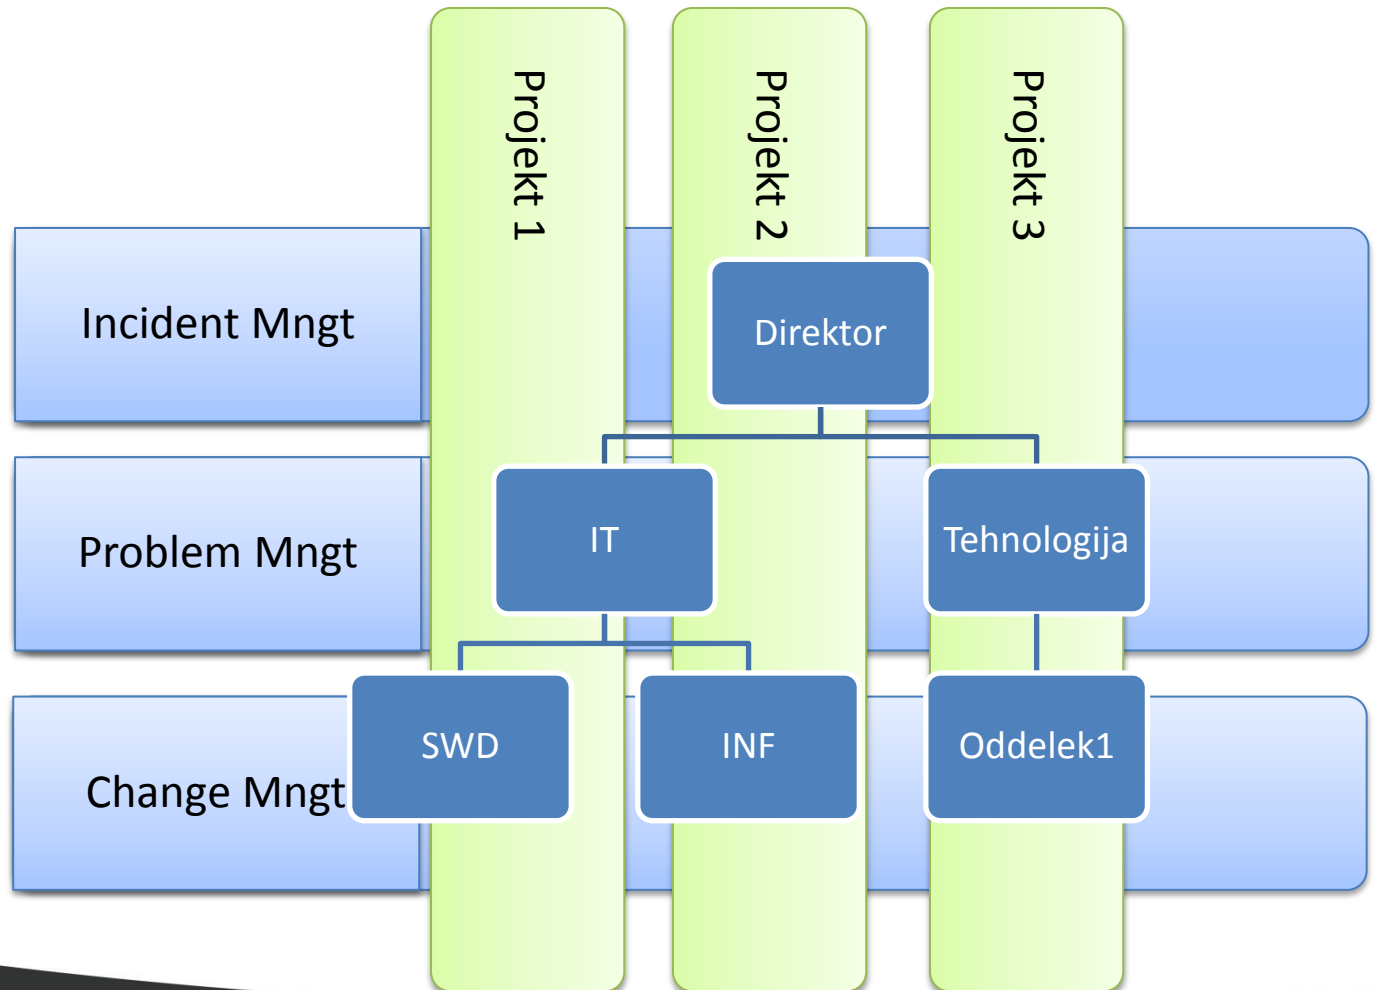 Projekt 1
Projekt 2
Projekt 3
Incident Mngt
Direktor
Problem Mngt
IT
Tehnologija
Change Mngt
SWD
INF
Oddelek1